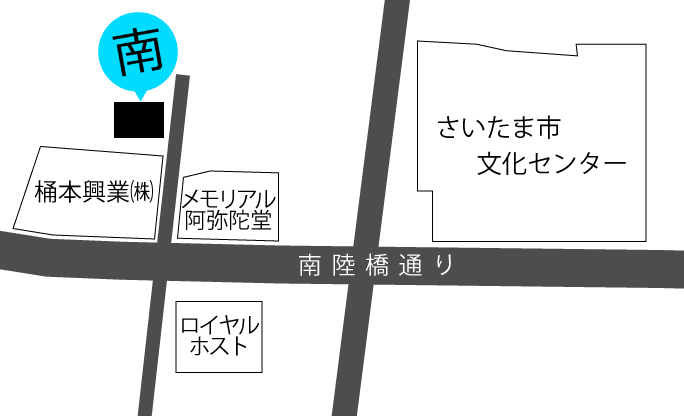 南
さいたま市
文化センター
桶本興業㈱
メモリアル
阿弥陀堂
南陸橋通り
ロイヤル
ホスト